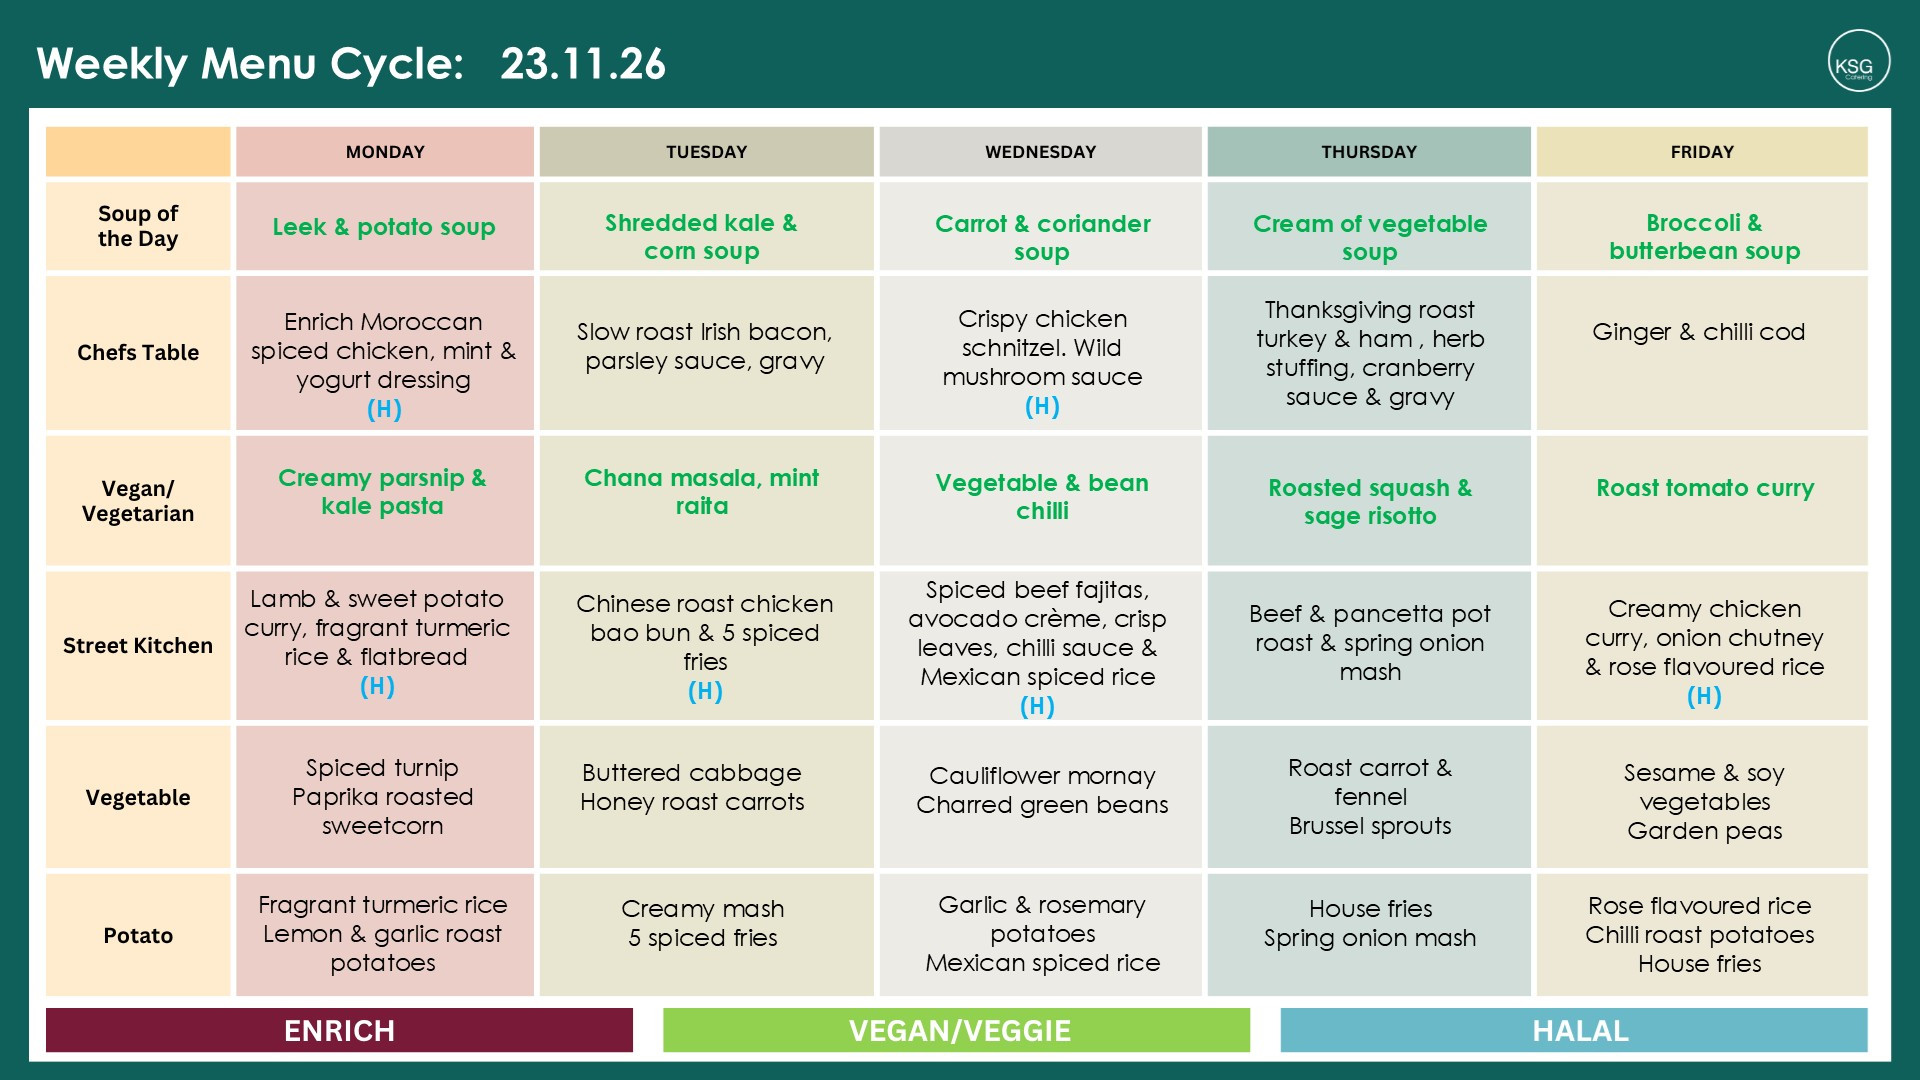 Weekly Menu Cycle:   23.11.26
KSG
Catering
MONDAY
TUESDAY
WEDNESDAY
THURSDAY
FRIDAY
Soup of
the Day
Leek & potato soup
Shredded kale &
corn soup
Carrot & coriander
soup
Cream of vegetable
soup
Broccoli &
butterbean soup
Chefs Table
Enrich Moroccan
spiced chicken, mint &
yogurt dressing
(H)
Slow roast Irish bacon,
parsley sauce, gravy
Crispy chicken
schnitzel. Wild
mushroom sauce
(H)
Thanksgiving roast
turkey & ham , herb
stuffing, cranberry
sauce & gravy
Ginger & chilli cod
Vegan/
Vegetarian
Creamy parsnip &
kale pasta
Chana masala, mint
raita
Vegetable & bean
chilli
Roasted squash &
sage risotto
Roast tomato curry
Street Kitchen
Lamb & sweet potato
curry, fragrant turmeric
rice & flatbread
(H)
Chinese roast chicken
bao bun & 5 spiced
fries
(H)
Spiced beef fajitas,
avocado crème, crisp
leaves, chilli sauce &
Mexican spiced rice
(H)
Beef & pancetta pot
roast & spring onion
mash
Creamy chicken
curry, onion chutney
& rose flavoured rice
(H)
Vegetable
Spiced turnip
Paprika roasted
sweetcorn
Buttered cabbage
Honey roast carrots
Cauliflower mornay
Charred green beans
Roast carrot &
fennel
Brussel sprouts
Sesame & soy
vegetables
Garden peas
Potato
Fragrant turmeric rice
Lemon & garlic roast
potatoes
Creamy mash
5 spiced fries
Garlic & rosemary
potatoes
Mexican spiced rice
House fries
Spring onion mash
Rose flavoured rice
Chilli roast potatoes
House fries
ENRICH
VEGAN/VEGGIE
HALAL